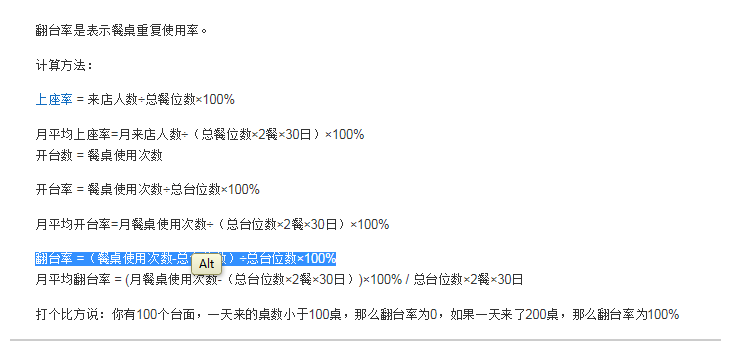 翻台率是表示餐桌重复使用率。
计算方法：
上座率 = 来店人数÷总餐位数×100%
月平均上座率=月来店人数÷（总餐位数×2餐×30日）×100%
开台数 = 餐桌使用次数
开台率 = 餐桌使用次数÷总台位数×100%
月平均开台率=月餐桌使用次数÷（总台位数×2餐×30日）×100%
翻台率 =（餐桌使用次数-总 数）÷总台位数×100%
Alt
月平均翻台率 = (月餐桌使用次数-（总台位数×2餐×30日）)×100% / 总台位数×2餐×30日
打个比方说：你有100个台面，一天来的桌数小于100桌，那么翻台率为0，如果一天来了200桌，那么翻台率为100%